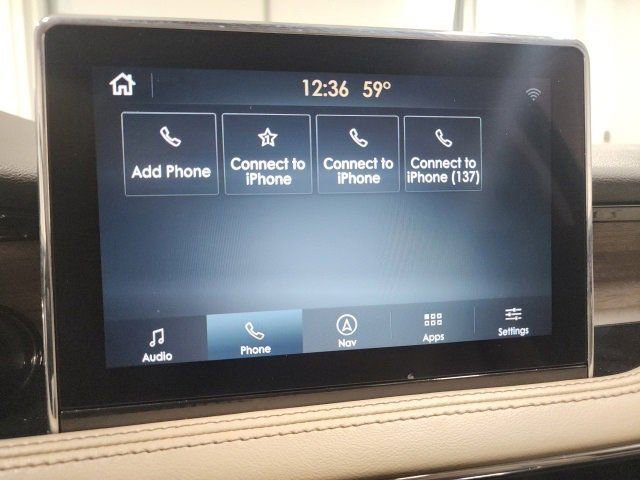 12:36 59°
Add Phone
1
Connect to
iPhone
Connect to
iPhone
Connect to
iPhone (137)
Audio
Phone
Nav
Apps
Settings